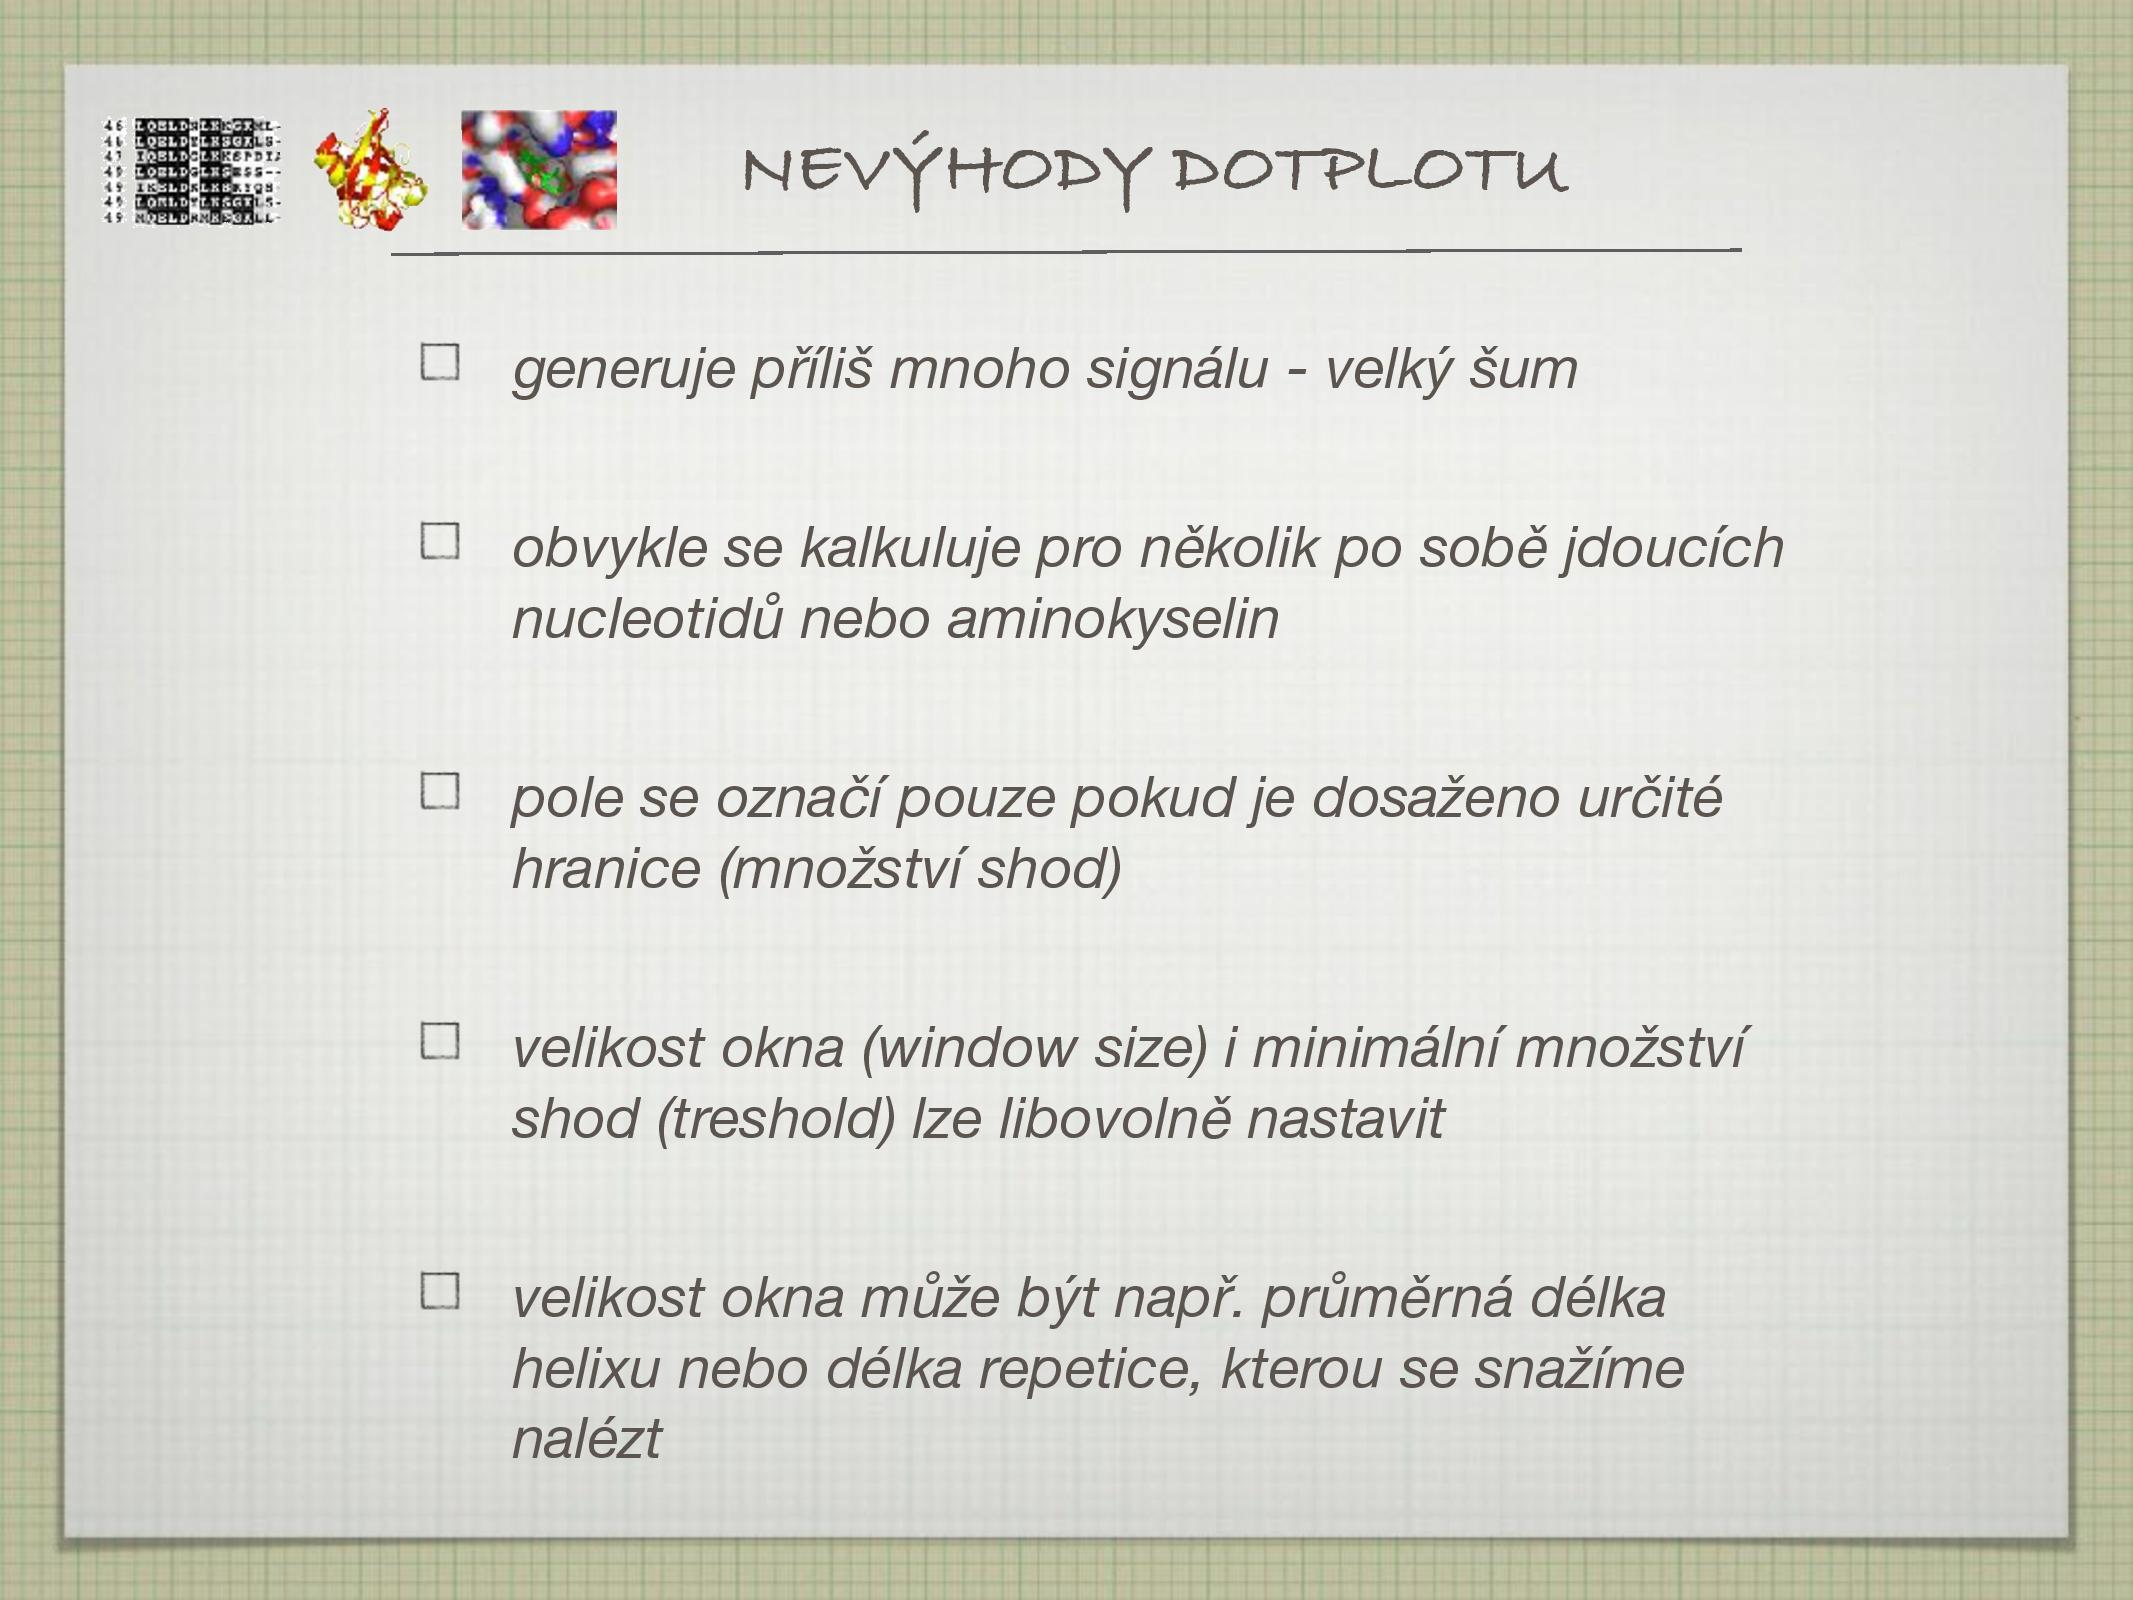 NEVÝHODY DOTPLOTU
generuje příliš mnoho signálu - velký šum
obvykle se kalkuluje pro několik po sobě jdoucích
nucleotidů nebo aminokyselin
pole se označí pouze pokud je dosaženo určité
hranice (množství shod)
velikost okna (window size) i minimální množství
shod (treshold) lze libovolně nastavit
velikost okna může být např. průměrná délka
helixu nebo délka repetice, kterou se snažíme
nalézt